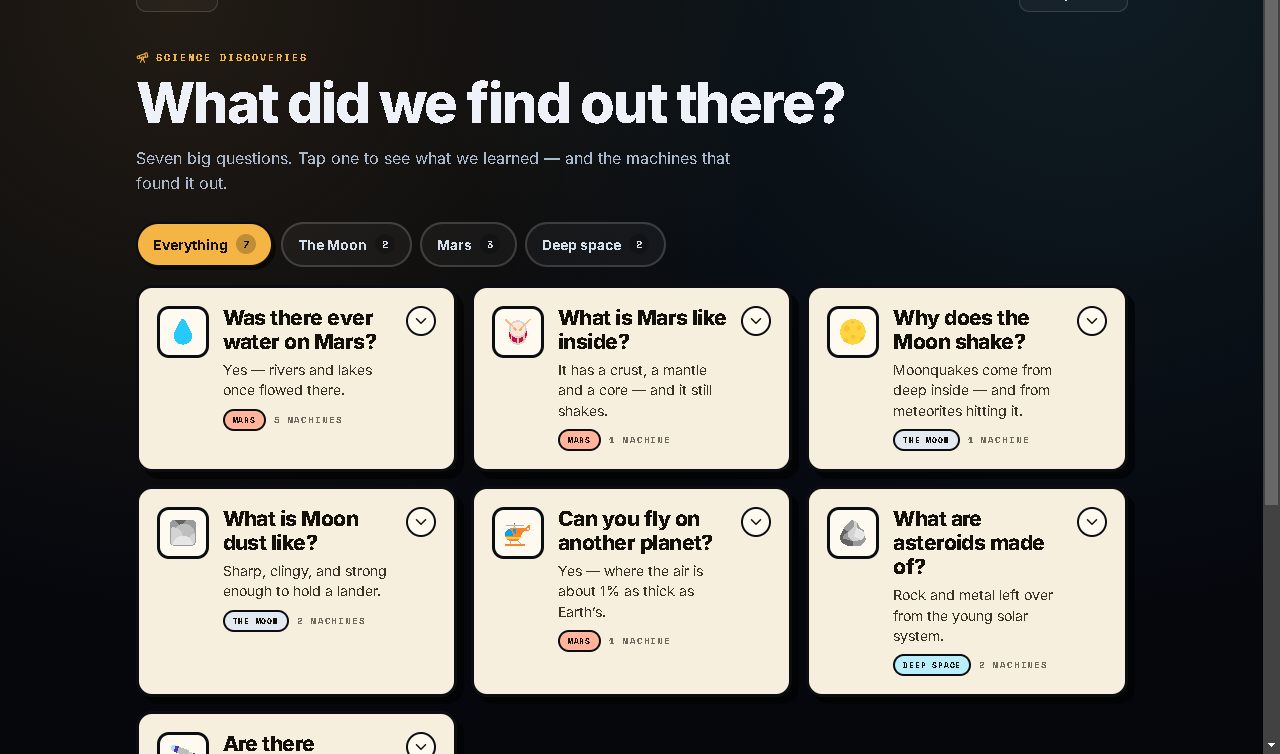 SCIENCE DISCOVERIES
What did we find out there?
Seven big questions. Tap one to see what we learned — and the machines that
found it out.
Everything 7
The Moon 2
Mars 3
Deep space 2
Was there ever
water on Mars?
Yes — rivers and lakes
once flowed there.
MARS 5 MACHINES
What is Mars like
inside?
It has a crust, a mantle
and a core — and it still
shakes.
MARS 1 MACHINE
Why does the
Moon shake?
Moonquakes come from
deep inside — and from
meteorites hitting it.
THE MOON 1 MACHINE
What is Moon
dust like?
Sharp, clingy, and strong
enough to hold a lander.
THE MOON 2 MACHINES
Can you fly on
another planet?
Yes — where the air is
about 1% as thick as
Earth's.
MARS 1 MACHINE
What are
asteroids made
of?
Rock and metal left over
from the young solar
system.
DEEP SPACE 2 MACHINES
Are there